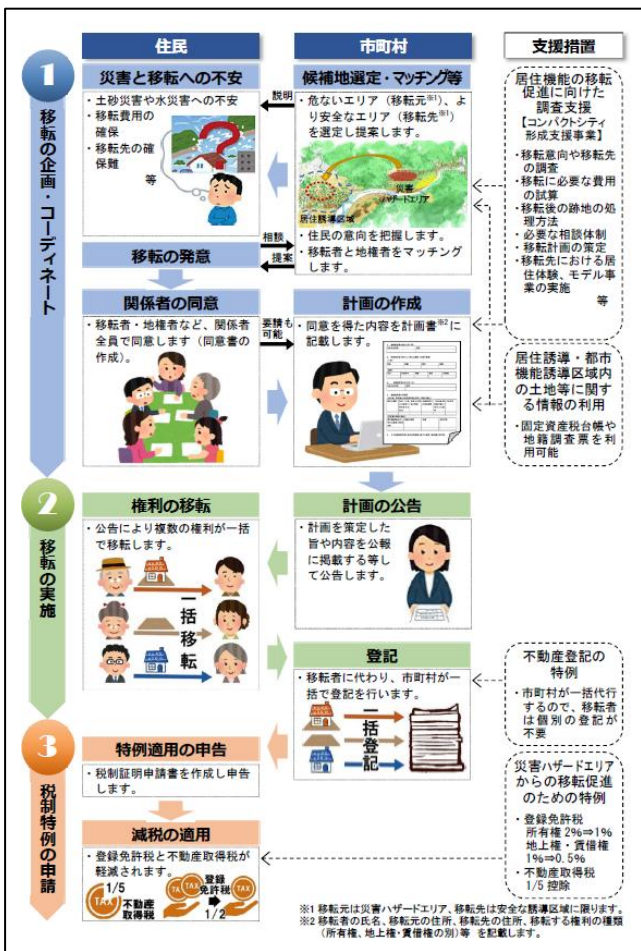 住民
市町村
支援措置
1
移転の企画・コーディネート
災害と移転への不安
・土砂災害や水災害への不安
・移転費用の
確保
・移転先の確
保難
等
説明
候補地選定・マッチング等
・危ないエリア（移転元※1）、よ
り安全なエリア（移転先※1）
を選定し提案します。
居住誘導区域
災害
ハザードエリア
・住民の意向を把握します。
・移転者と地権者をマッチング
します。
居住機能の移転
促進に向けた
調査支援
【コンパクトシティ
形成支援事業】
・移転意向や移転先
の調査
・移転に必要な費用
の試算
・移転後の跡地の処
理方法
・必要な相談体制
・移転計画の策定
・移転先における居
住体験、モデル事
業の実施
等
移転の発意
相談
提案
関係者の同意
・移転者・地権者など、関係者
全員で同意します（同意書の
作成）。
要請も
可能
計画の作成
・同意を得た内容を計画書※2に
記載します。
居住誘導・都市
機能誘導区域内
の土地等に関す
る情報の利用
・固定資産税台帳や
地籍調査票を利
用可能
2
移転の実施
権利の移転
・公告により複数の権利が一括
で移転します。
一括移転
計画の公告
・計画を策定した
旨や内容を公報
に掲載する等し
て公告します。
登記
・移転者に代わり、市町村が一
括で登記を行います。
一括登記
不動産登記の
特例
・市町村が一括代行
するので、移転者
は個別の登記が
不要
3
税制特例の申請
特例適用の申告
・税制証明申請書を作成し申告
します。
減税の適用
・登録免許税と不動産取得税が
軽減されます。
1/5
TAX
不動産
取得税
TAX
TAX
登録
免許税
1/2
TAX
災害ハザードエリア
からの移転促進
のための特例
・登録免許税
所有権 2%⇒1%
地上権・賃借権
1%⇒0.5%
・不動産取得税
1/5 控除
※1 移転元は災害ハザードエリア、移転先は安全な誘導区域に限ります。
※2 移転者の氏名、移転元の住所、移転先の住所、移転する権利の種類
（所有権、地上権・賃借権の別）等 を記載します。